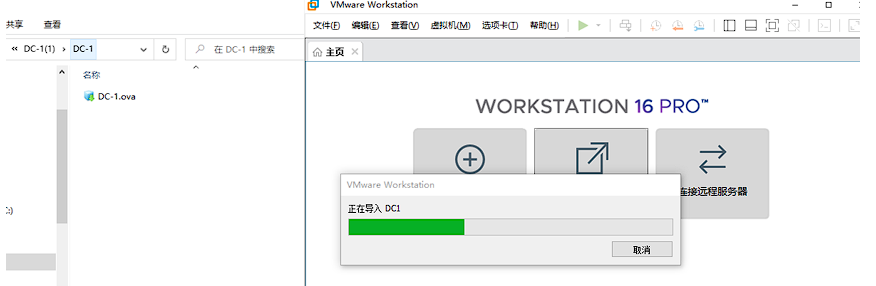 共享 查看
« DC-1(1) › DC-1
在 DC-1 中搜索
名称
DC-1.ova
VMware Workstation
文件(F) 编辑(E) 查看(V) 虚拟机(M) 选项卡(T) 帮助(H)
主页
WORKSTATION 16 PRO™
连接远程服务器
VMware Workstation
正在导入 DC1
取消